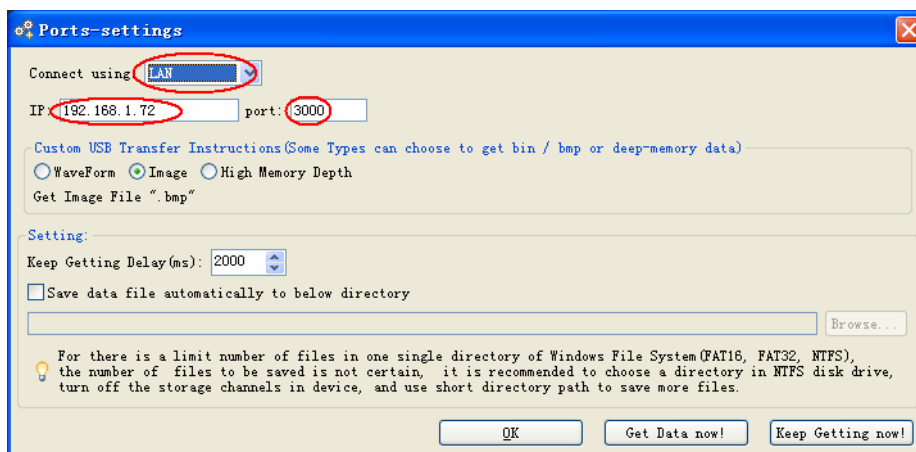 Ports-settings
Connect using LAN
IP: 192.168.1.72 port: 3000
Custom USB Transfer Instructions(Some Types can choose to get bin / bmp or deep-memory data)
WaveForm Image High Memory Depth
Get Image File ".bmp"
Setting:
Keep Getting Delay(ms): 2000
Save data file automatically to below directory
Browse...
For there is a limit number of files in one single directory of Windows File System(FAT16, FAT32, NTFS),
the number of files to be saved is not certain, it is recommended to choose a directory in NTFS disk drive,
turn off the storage channels in device, and use short directory path to save more files.
OK Get Data now! Keep Getting now!